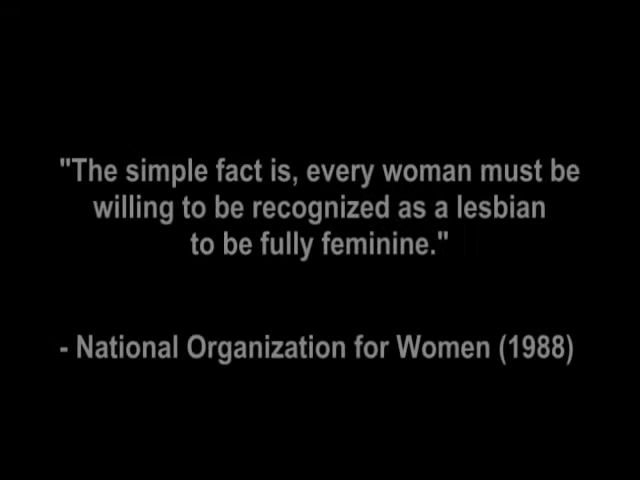 "The simple fact is, every woman must be
willing to be recognized as a lesbian
to be fully feminine."
- National Organization for Women (1988)